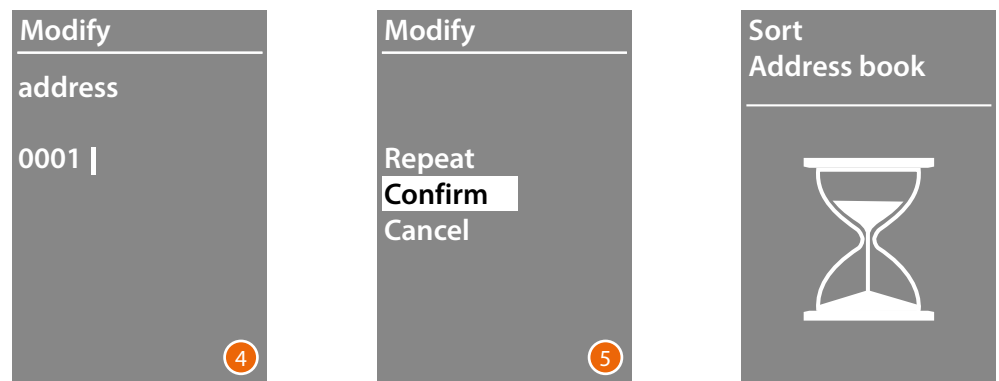 Modify
address
0001
4
Modify
Repeat
Confirm
Cancel
5
Sort
Address book